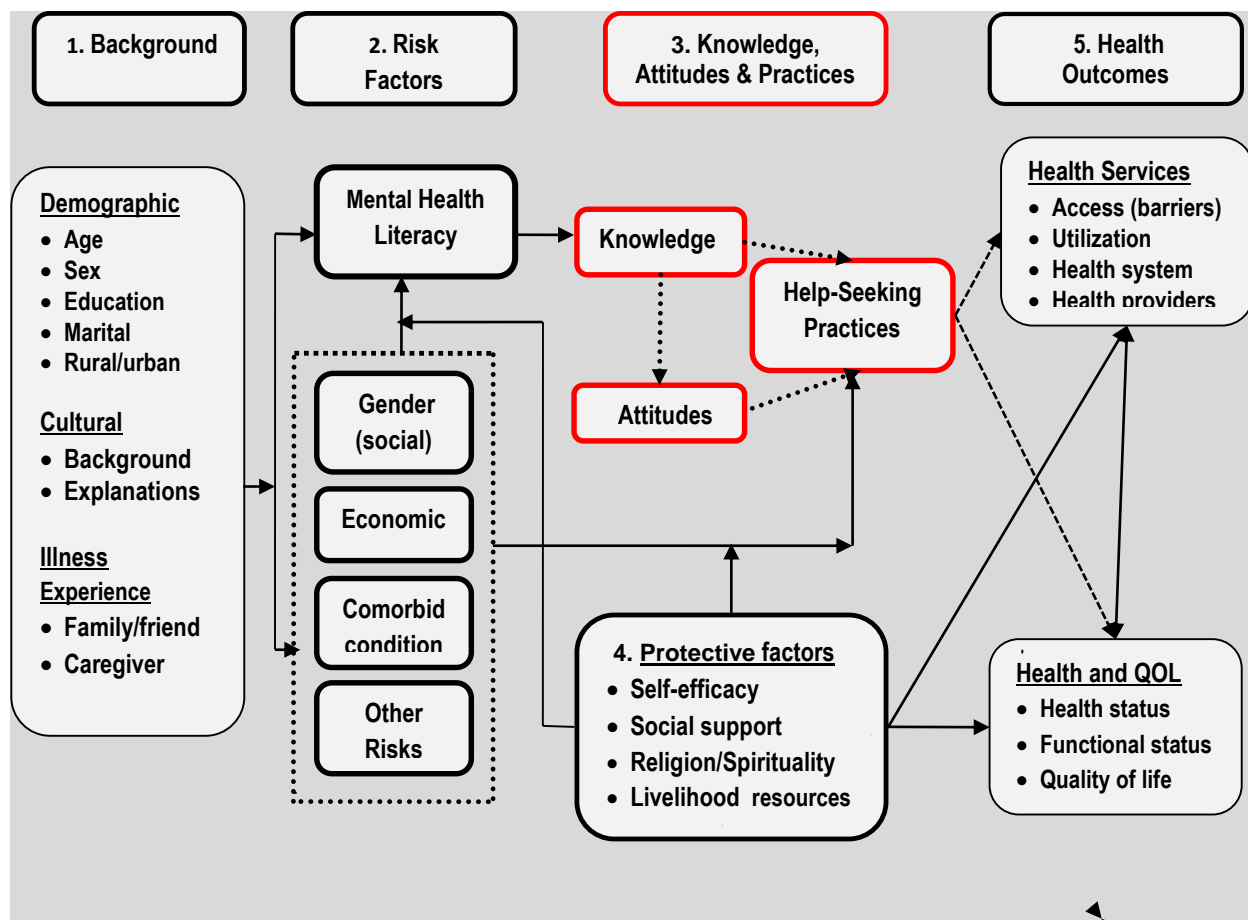 1. Background
2. Risk
Factors
3. Knowledge,
Attitudes & Practices
5. Health
Outcomes
Demographic
• Age
• Sex
• Education
• Marital
• Rural/urban
Cultural
• Background
• Explanations
Illness
Experience
• Family/friend
• Caregiver
Mental Health
Literacy
Gender
(social)
Economic
Comorbid
condition
Other
Risks
Knowledge
Attitudes
Help-Seeking
Practices
4. Protective factors
• Self-efficacy
• Social support
• Religion/Spirituality
• Livelihood resources
Health Services
• Access (barriers)
• Utilization
• Health system
• Health providers
Health and QOL
• Health status
• Functional status
• Quality of life